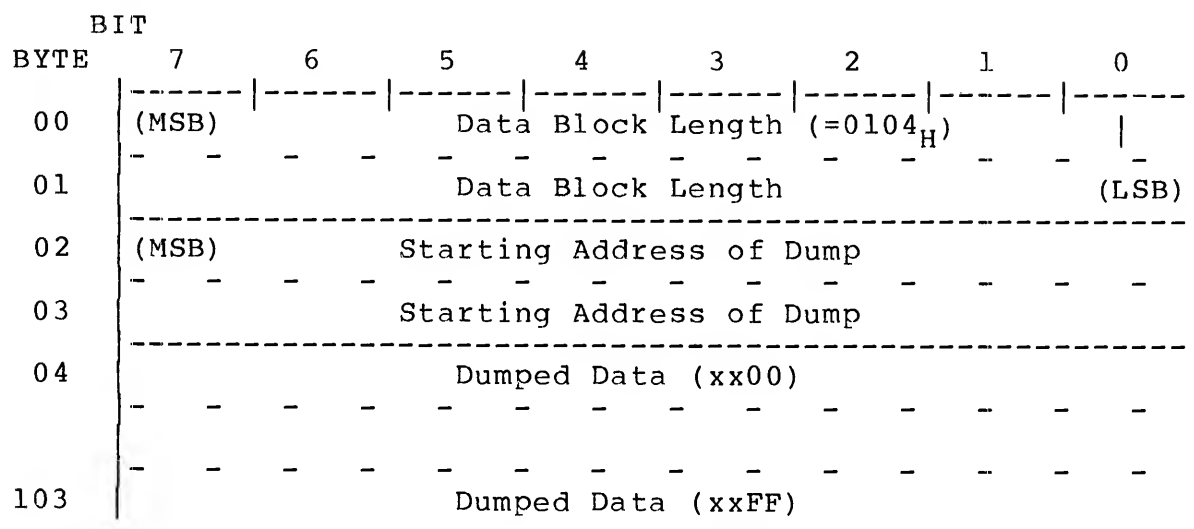 BIT
BYTE 7 6 5 4 3 2 1 0
00 (MSB) Data Block Length (=0104H)
01 Data Block Length (LSB)
02 (MSB) Starting Address of Dump
03 Starting Address of Dump
04 Dumped Data (xx00)
103 Dumped Data (xxFF)